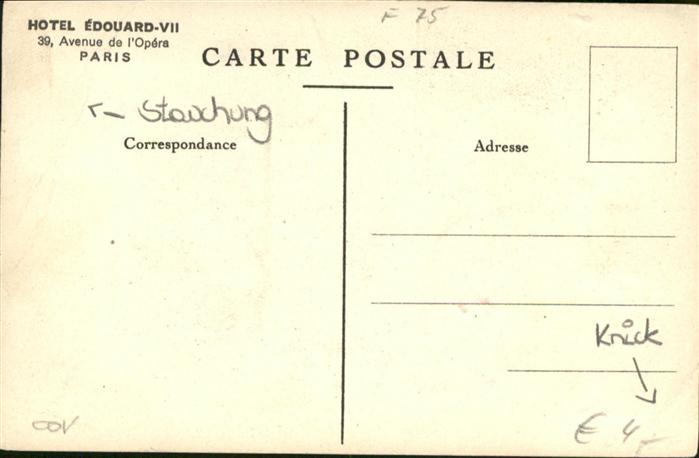 F 75
HOTEL ÉDOUARD-VII
39, Avenue de l'Opéra
PARIS
CARTE POSTALE
← Stauchung
Correspondance
Adresse
Knick
€ 4,-